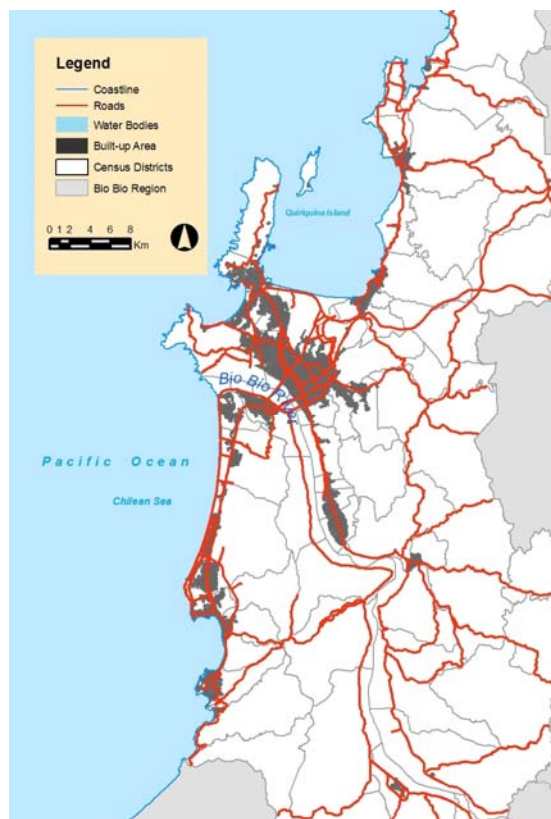 Legend
Coastline
Roads
Water Bodies
Built-up Area
Census Districts
Bio Bio Region
0 1 2 4 6 8
Km
Quiriquina Island
Bio Bio River
Pacific Ocean
Chilean Sea